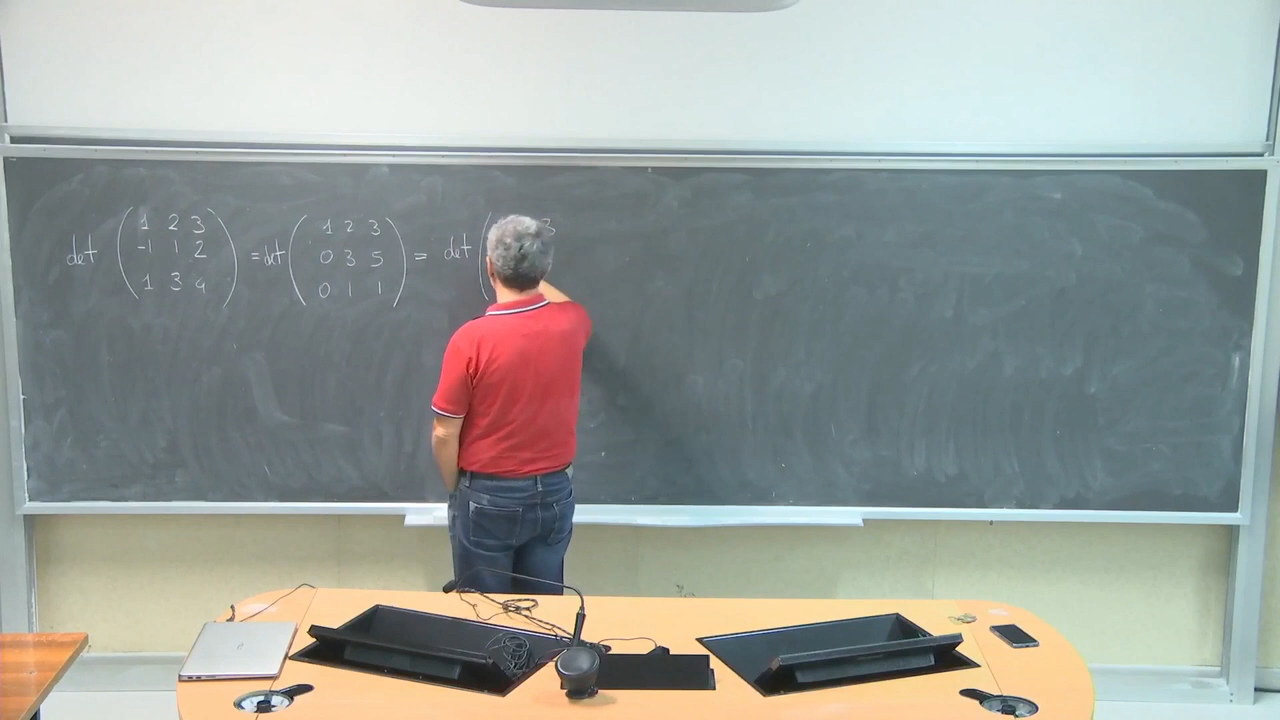 det ( 1 2 3 = det ( 1 2 3 = det ( 3
-1 1 2 0 3 5
1 3 4 ) 0 1 1 )